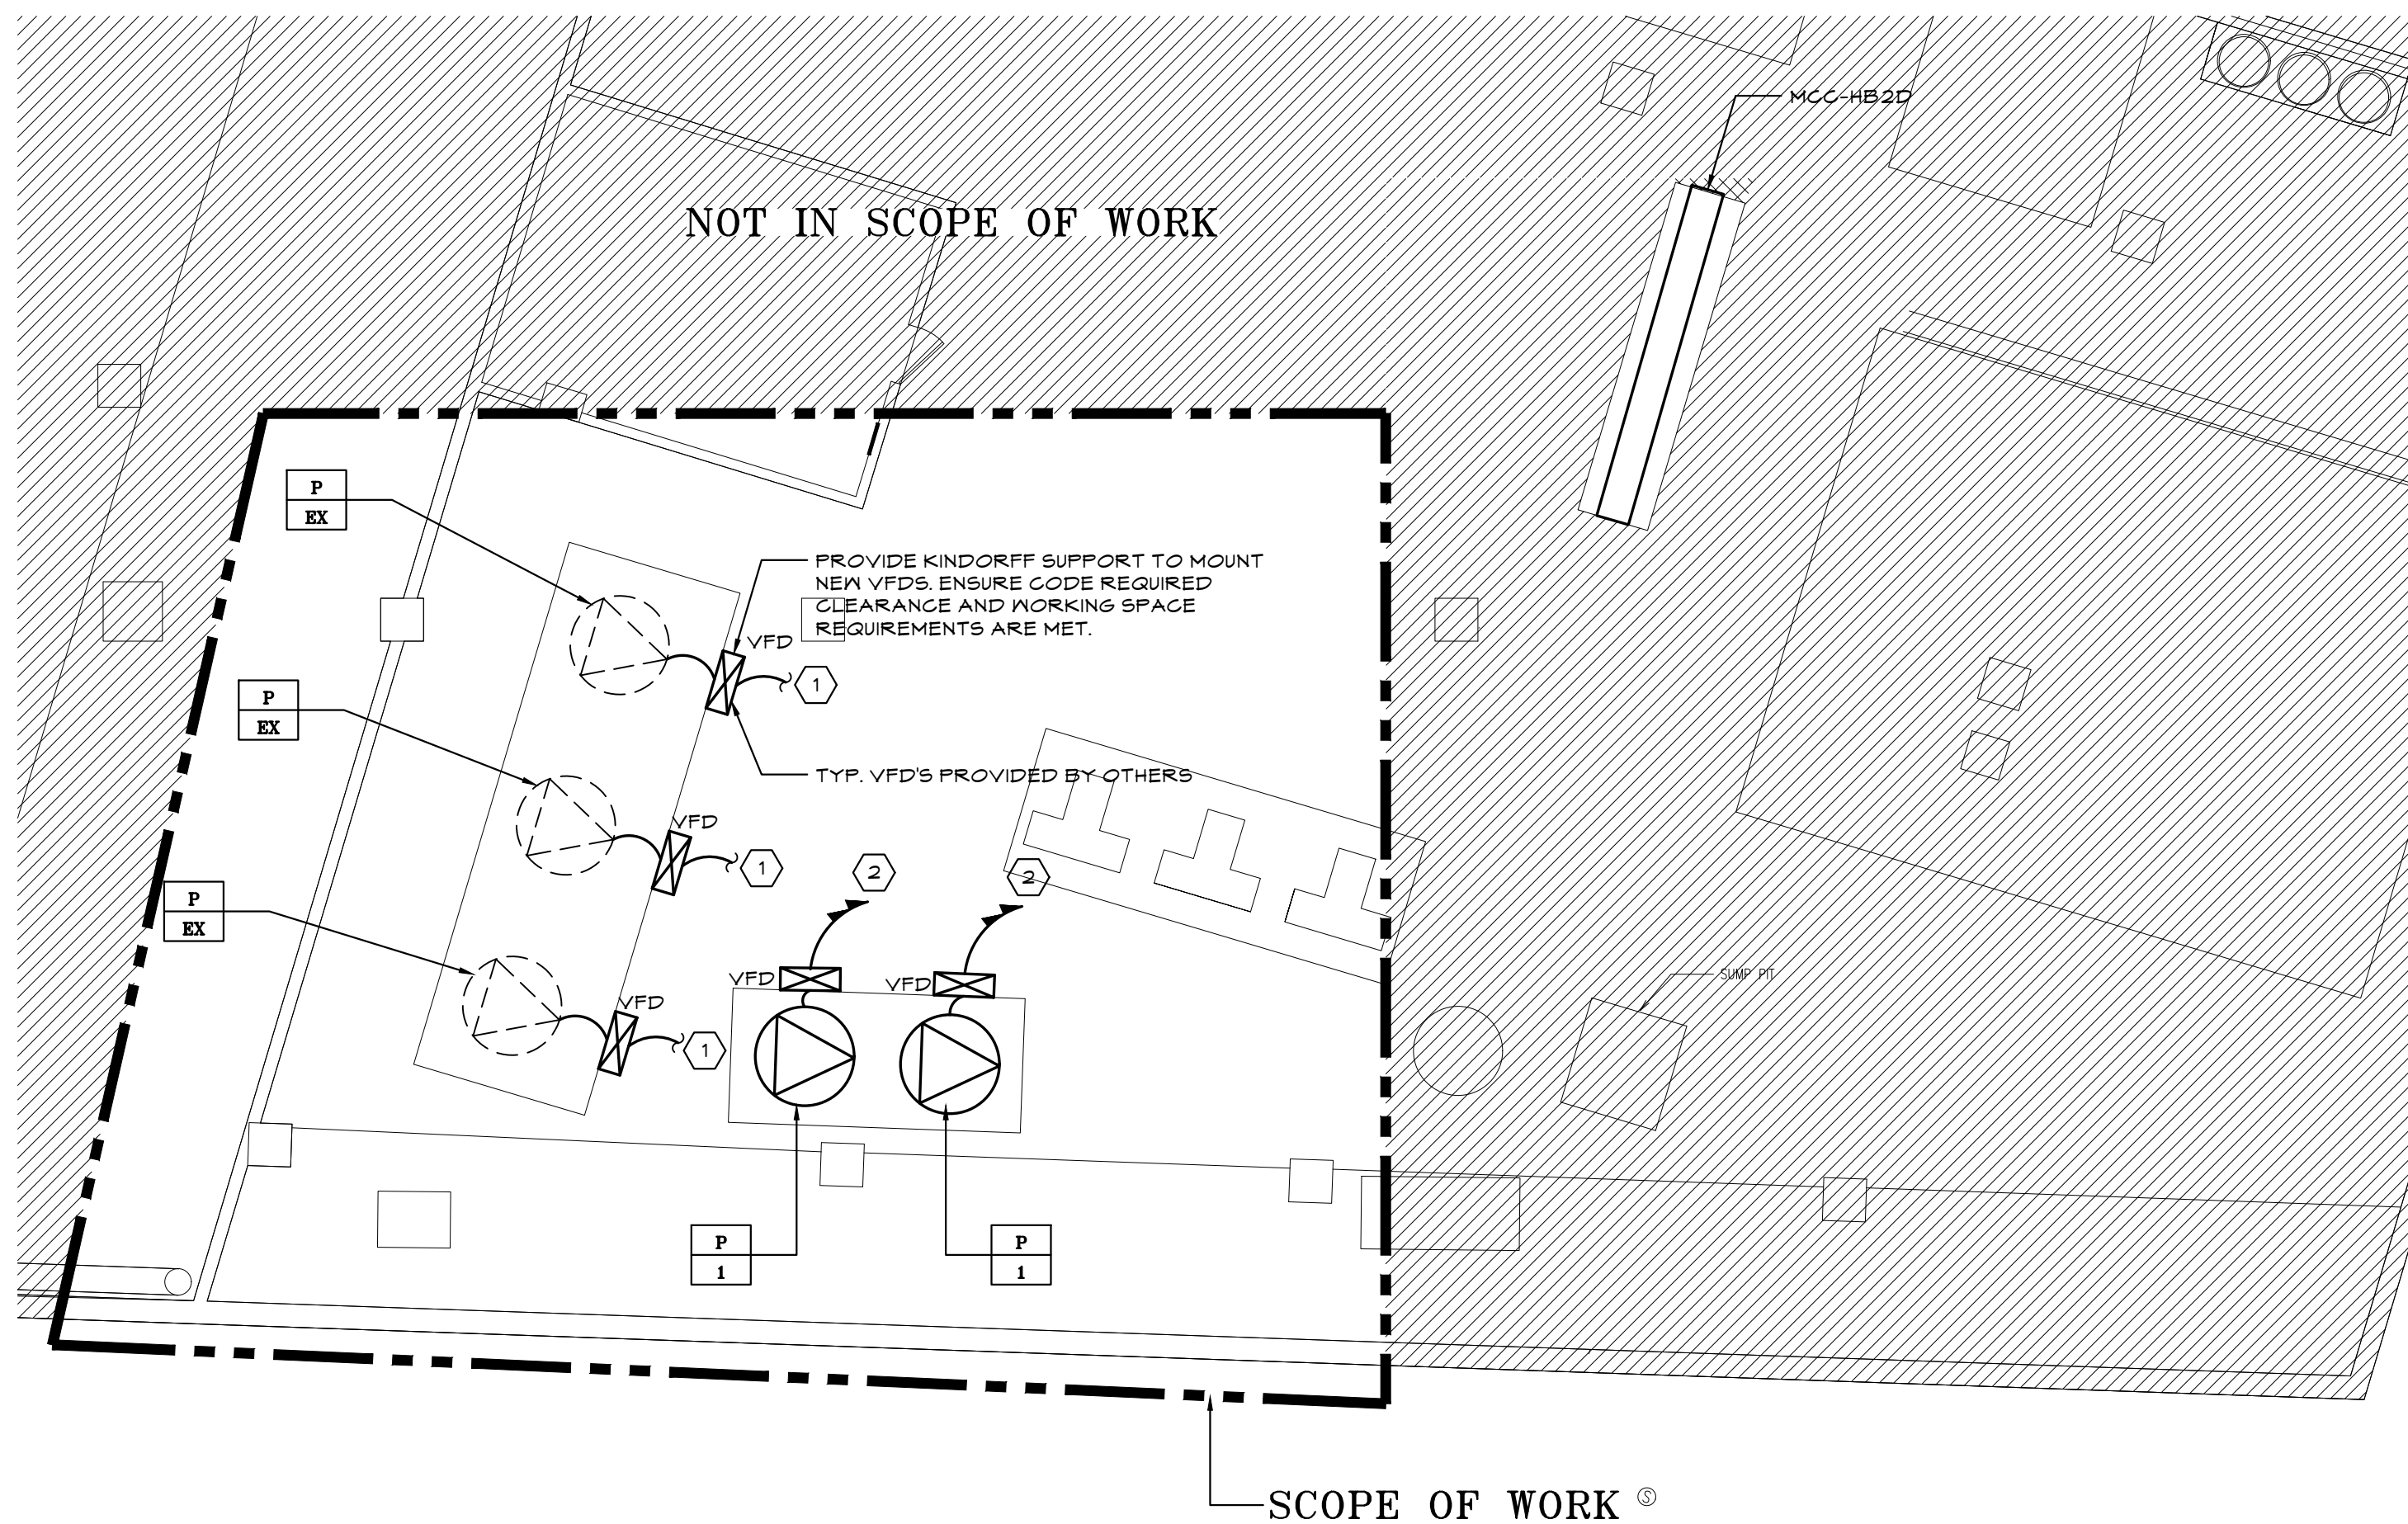 MCC-HB2D
NOT IN SCOPE OF WORK
P
EX
PROVIDE KINDORFF SUPPORT TO MOUNT
NEW VFDS. ENSURE CODE REQUIRED
CLEARANCE AND WORKING SPACE
REQUIREMENTS ARE MET.
VFD
1
P
EX
TYP. VFD'S PROVIDED BY OTHERS
VFD
1
2
2
P
EX
VFD
VFD
SUMP PIT
VFD
1
P
1
P
1
SCOPE OF WORK
S